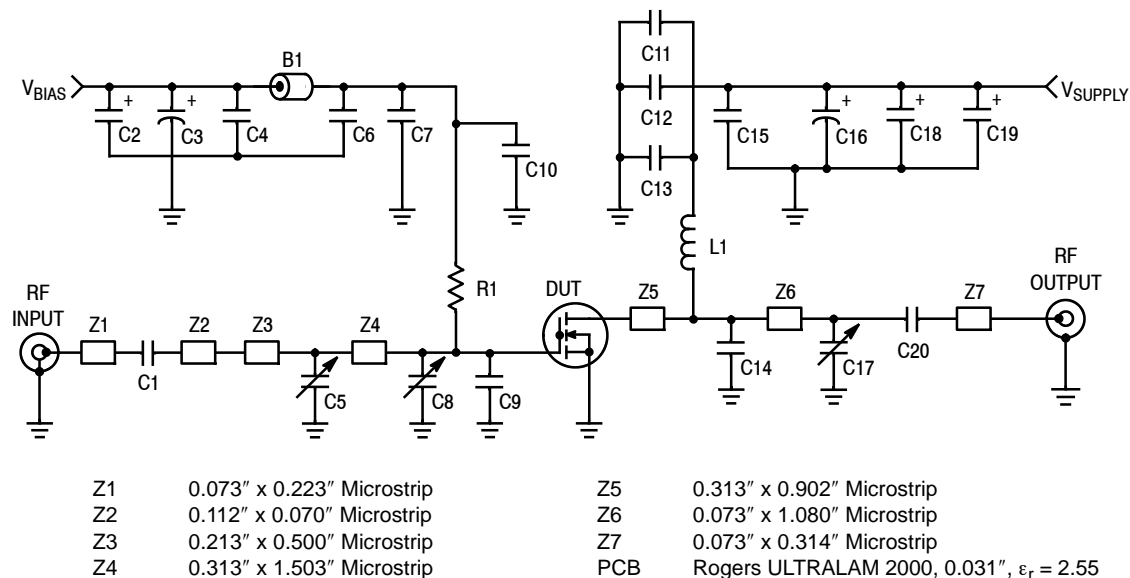 C11
B1
V_BIAS
+
+
C2
C3
C4
C6
C7
C10
C12
C13
V_SUPPLY
+
+
+
C15
C16
C18
C19
L1
R1
RF
INPUT
Z1
C1
Z2
Z3
Z4
C5
C8
C9
DUT
Z5
Z6
Z7
C14
C17
C20
RF
OUTPUT
Z1 0.073″ x 0.223″ Microstrip
Z2 0.112″ x 0.070″ Microstrip
Z3 0.213″ x 0.500″ Microstrip
Z4 0.313″ x 1.503″ Microstrip
Z5 0.313″ x 0.902″ Microstrip
Z6 0.073″ x 1.080″ Microstrip
Z7 0.073″ x 0.314″ Microstrip
PCB Rogers ULTRALAM 2000, 0.031″, εr = 2.55